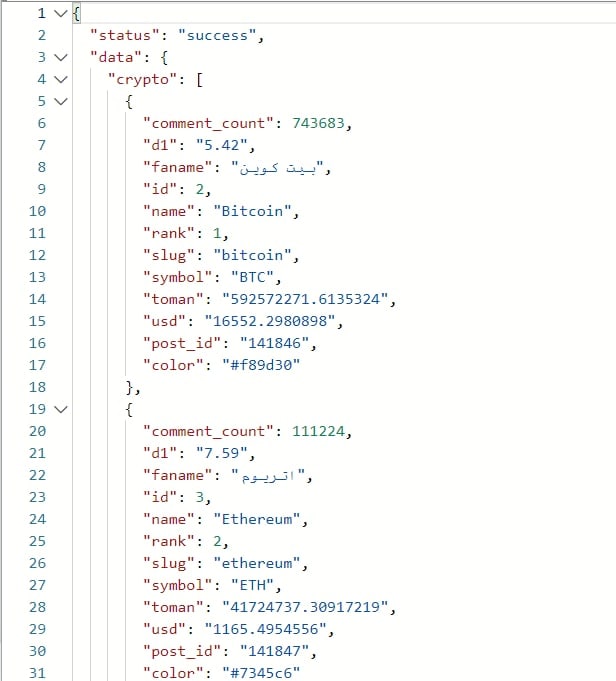 1 {
2 "status": "success",
3 "data": {
4 "crypto": [
5 {
6 "comment_count": 743683,
7 "d1": "5.42",
8 "faname": "بیت کوین",
9 "id": 2,
10 "name": "Bitcoin",
11 "rank": 1,
12 "slug": "bitcoin",
13 "symbol": "BTC",
14 "toman": "592572271.6135324",
15 "usd": "16552.2980898",
16 "post_id": "141846",
17 "color": "#f89d30"
18 },
19 {
20 "comment_count": 111224,
21 "d1": "7.59",
22 "faname": "اتریوم",
23 "id": 3,
24 "name": "Ethereum",
25 "rank": 2,
26 "slug": "ethereum",
27 "symbol": "ETH",
28 "toman": "41724737.30917219",
29 "usd": "1165.4954556",
30 "post_id": "141847",
31 "color": "#7345c6"